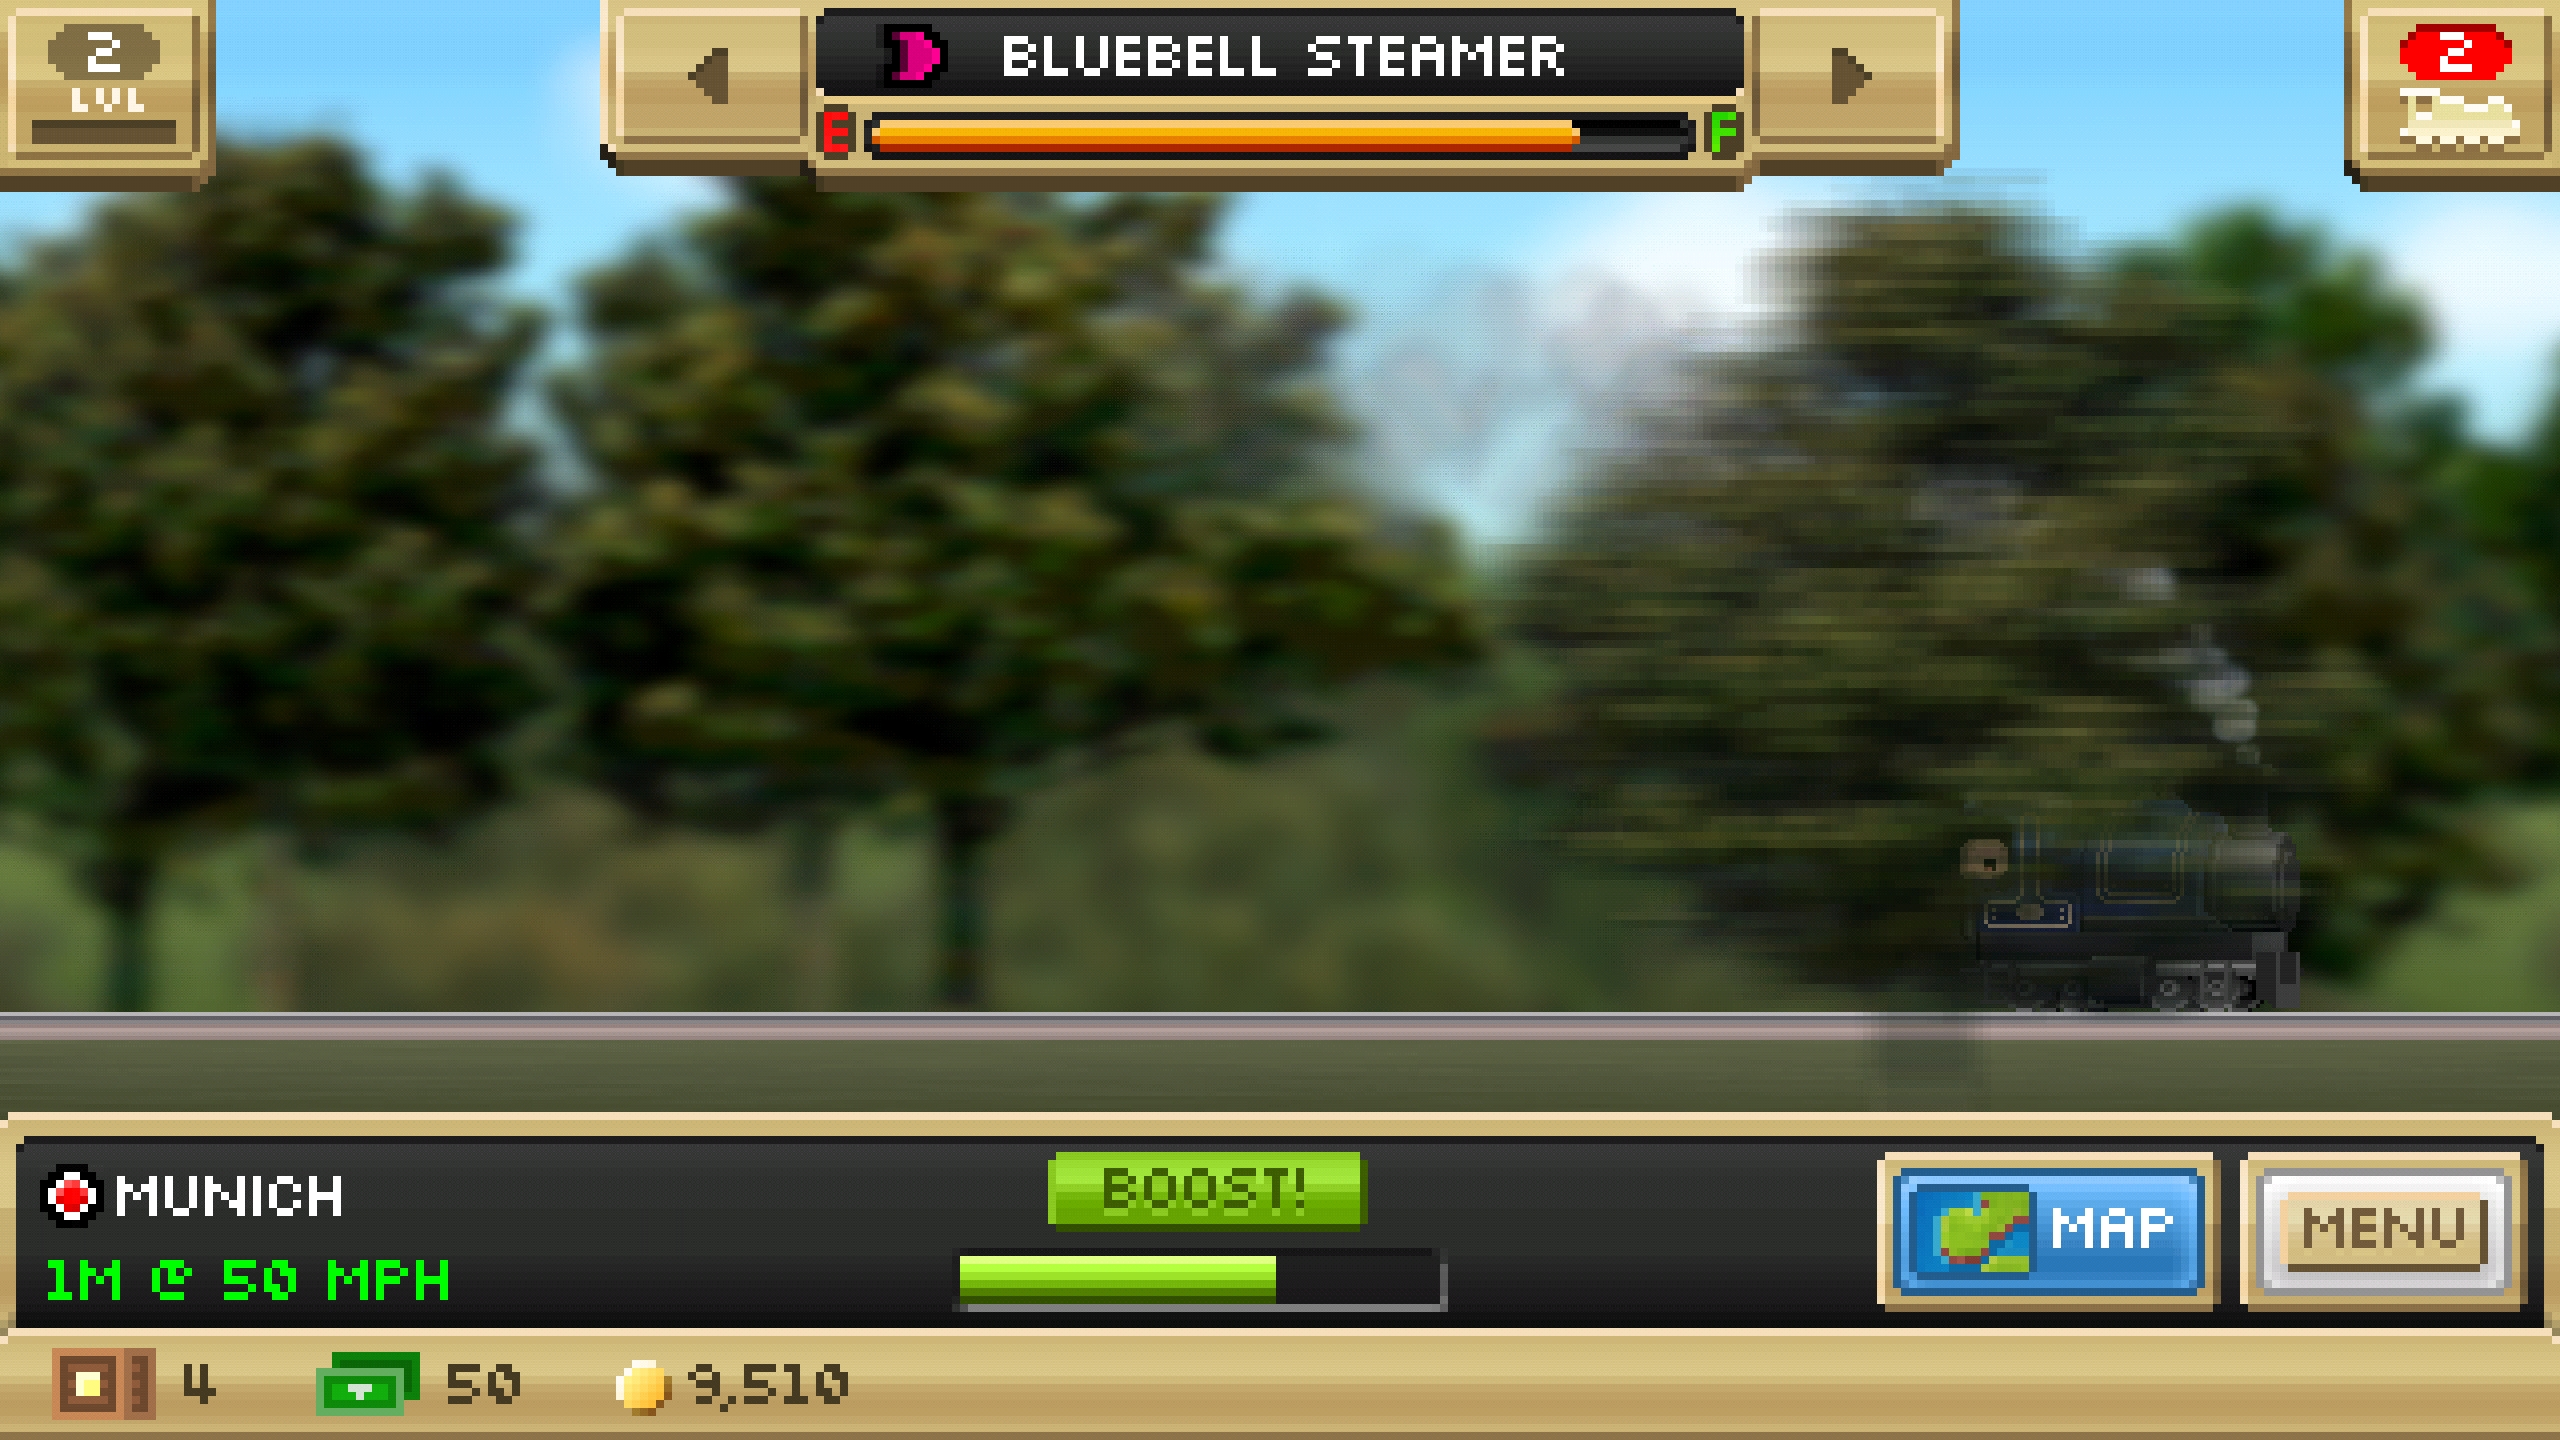 2
LVL
BLUEBELL STEAMER
E F
2
MUNICH
1M @ 50 MPH
BOOST!
MAP
MENU
4
50
9,510